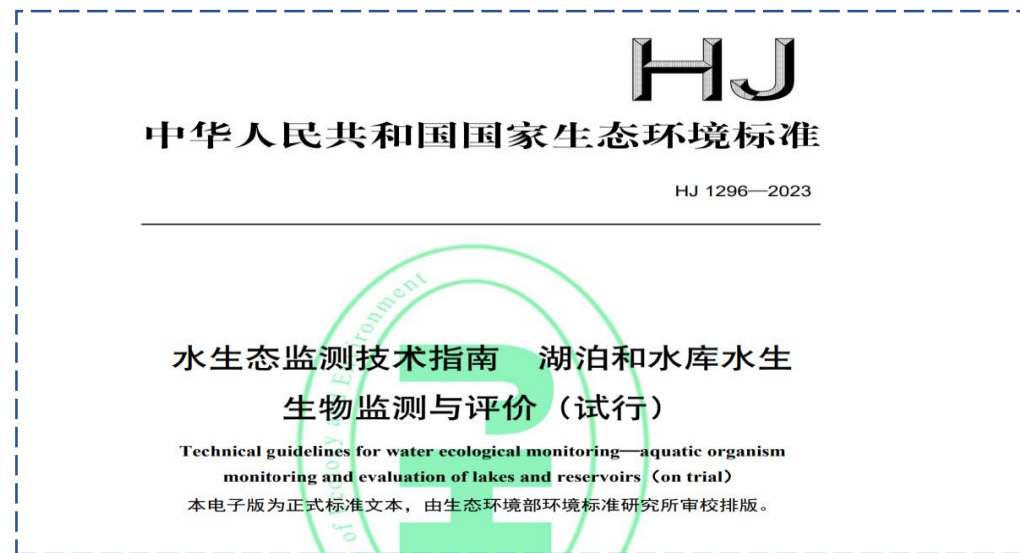 HJ
中华人民共和国国家生态环境标准
HJ 1296—2023
水生态监测技术指南 湖泊和水库水生
生物监测与评价（试行）
Technical guidelines for water ecological monitoring—aquatic organism
monitoring and evaluation of lakes and reservoirs（on trial）
本电子版为正式标准文本，由生态环境部环境标准研究所审校排版。
of Ecology and Environment